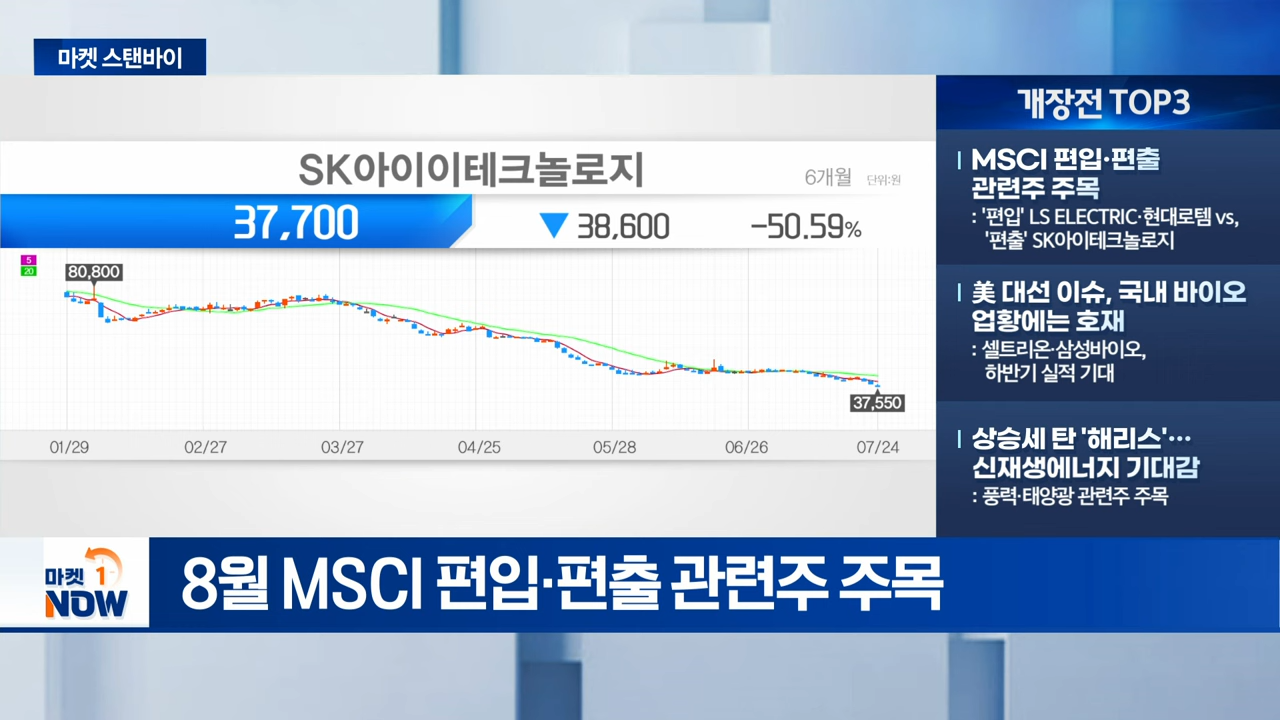 마켓 스탠바이
SK아이이테크놀로지
6개월 단위:원
37,700 ▼ 38,600 -50.59%
5
20
80,800
37,550
01/29 02/27 03/27 04/25 05/28 06/26 07/24
개장전 TOP3
MSCI 편입·편출
관련주 주목
: '편입' LS ELECTRIC·현대로템 vs,
'편출' SK아이테크놀로지
美 대선 이슈, 국내 바이오
업황에는 호재
: 셀트리온·삼성바이오,
하반기 실적 기대
상승세 탄 '해리스'…
신재생에너지 기대감
: 풍력·태양광 관련주 주목
마켓 1
NOW
8월 MSCI 편입·편출 관련주 주목